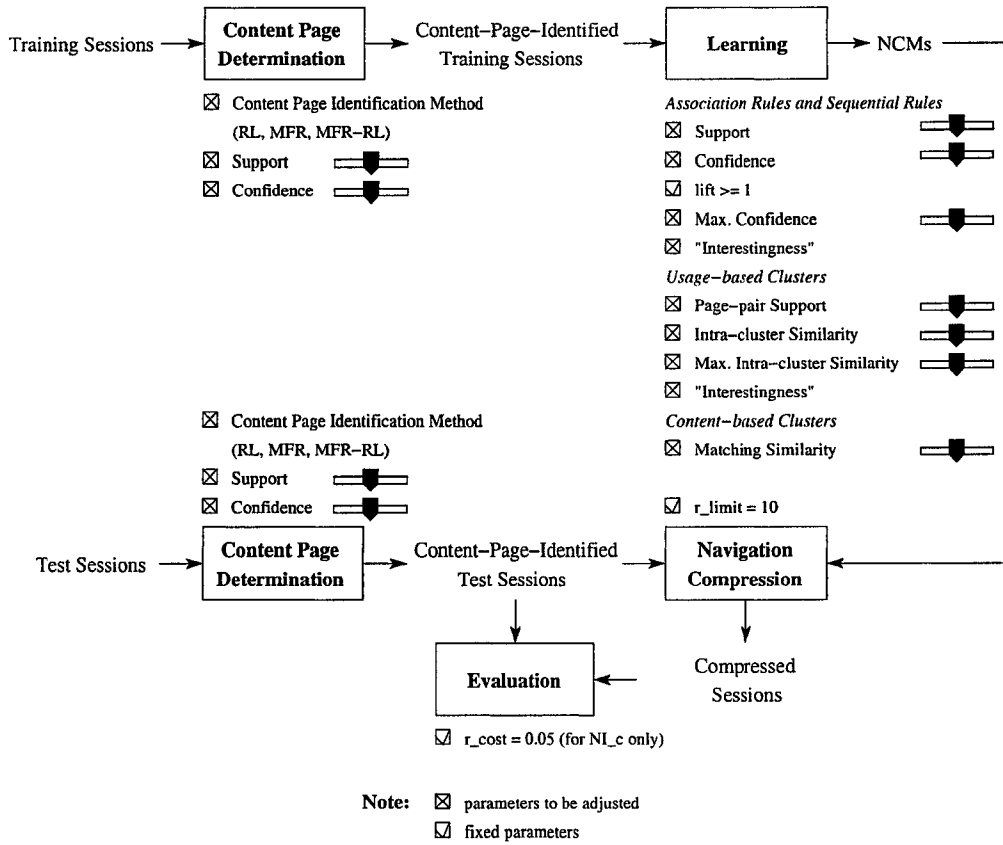 Training Sessions
Content Page
Determination
Content-Page-Identified
Training Sessions
Learning
NCMs
Content Page Identification Method
(RL, MFR, MFR-RL)
Support
Confidence
Association Rules and Sequential Rules
Support
Confidence
lift >= 1
Max. Confidence
"Interestingness"
Usage-based Clusters
Page-pair Support
Intra-cluster Similarity
Max. Intra-cluster Similarity
"Interestingness"
Content-based Clusters
Matching Similarity
r_limit = 10
Content Page Identification Method
(RL, MFR, MFR-RL)
Support
Confidence
Test Sessions
Content Page
Determination
Content-Page-Identified
Test Sessions
Navigation
Compression
Evaluation
Compressed
Sessions
r_cost = 0.05 (for NI_c only)
Note:
parameters to be adjusted
fixed parameters